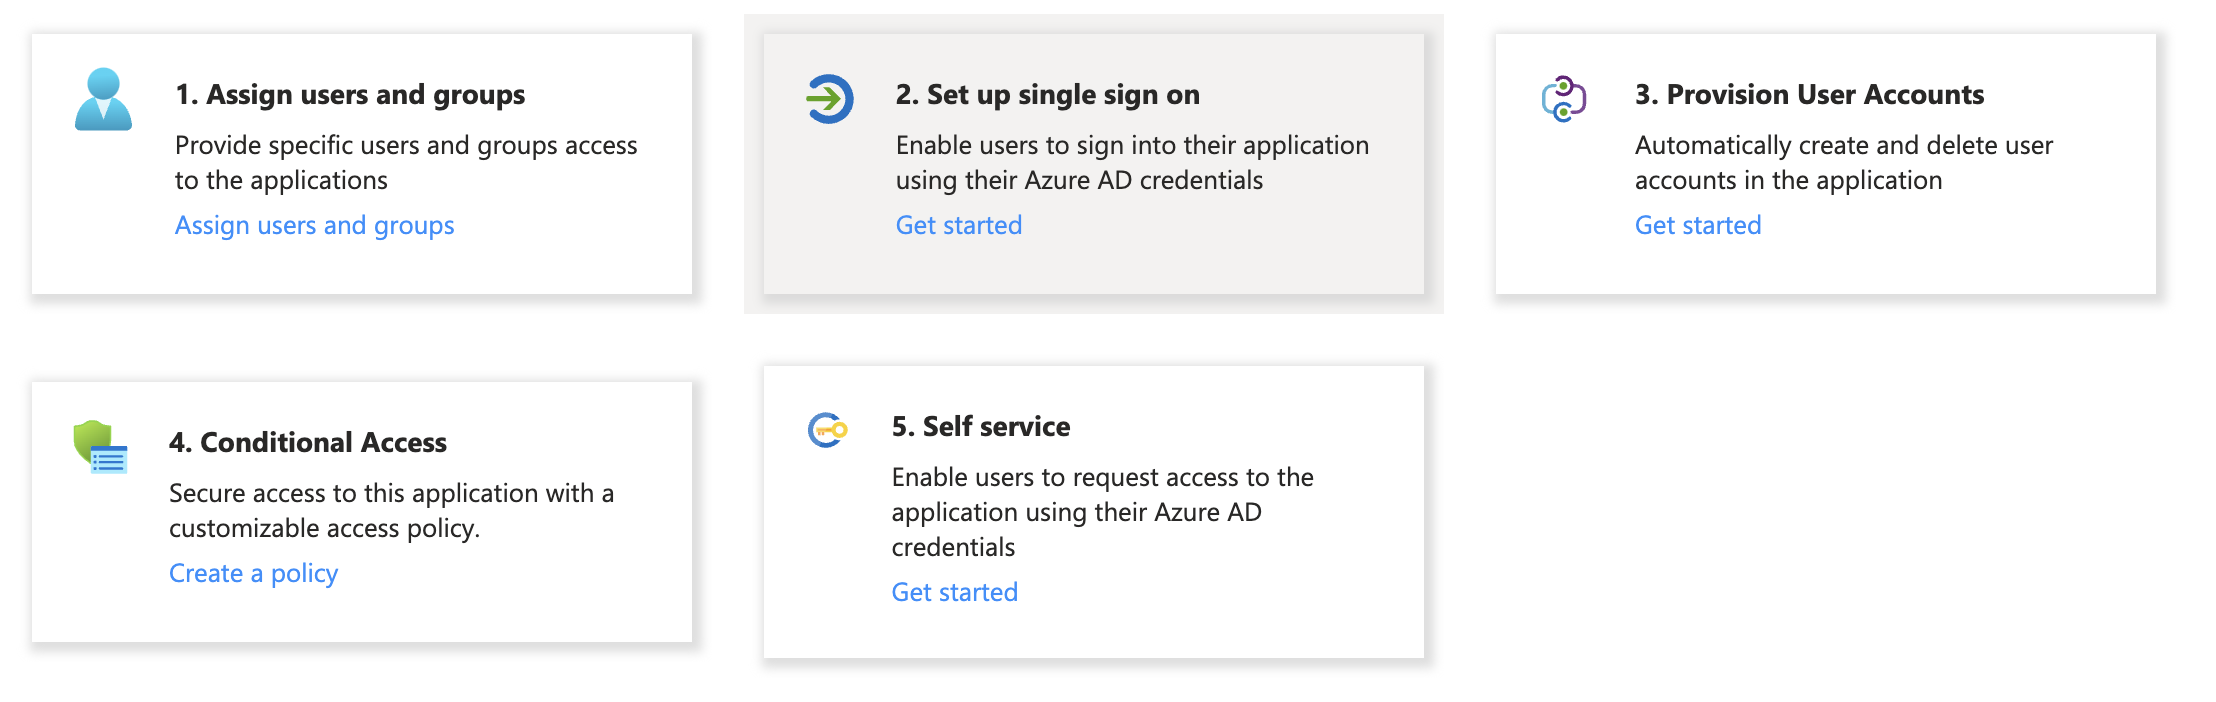 1. Assign users and groups
Provide specific users and groups access
to the applications
Assign users and groups
2. Set up single sign on
Enable users to sign into their application
using their Azure AD credentials
Get started
3. Provision User Accounts
Automatically create and delete user
accounts in the application
Get started
4. Conditional Access
Secure access to this application with a
customizable access policy.
Create a policy
5. Self service
Enable users to request access to the
application using their Azure AD
credentials
Get started